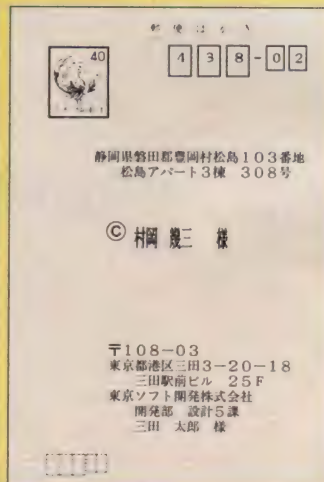 郵便はがき
40
438-02
静岡県磐田郡豊岡村松島103番地
松島アパート3棟 308号
Ⓒ 村岡 幾三 様
〒108-03
東京都港区三田3-20-18
三田駅前ビル 25F
東京ソフト開発株式会社
開発部 設計5課
三田 太郎 様